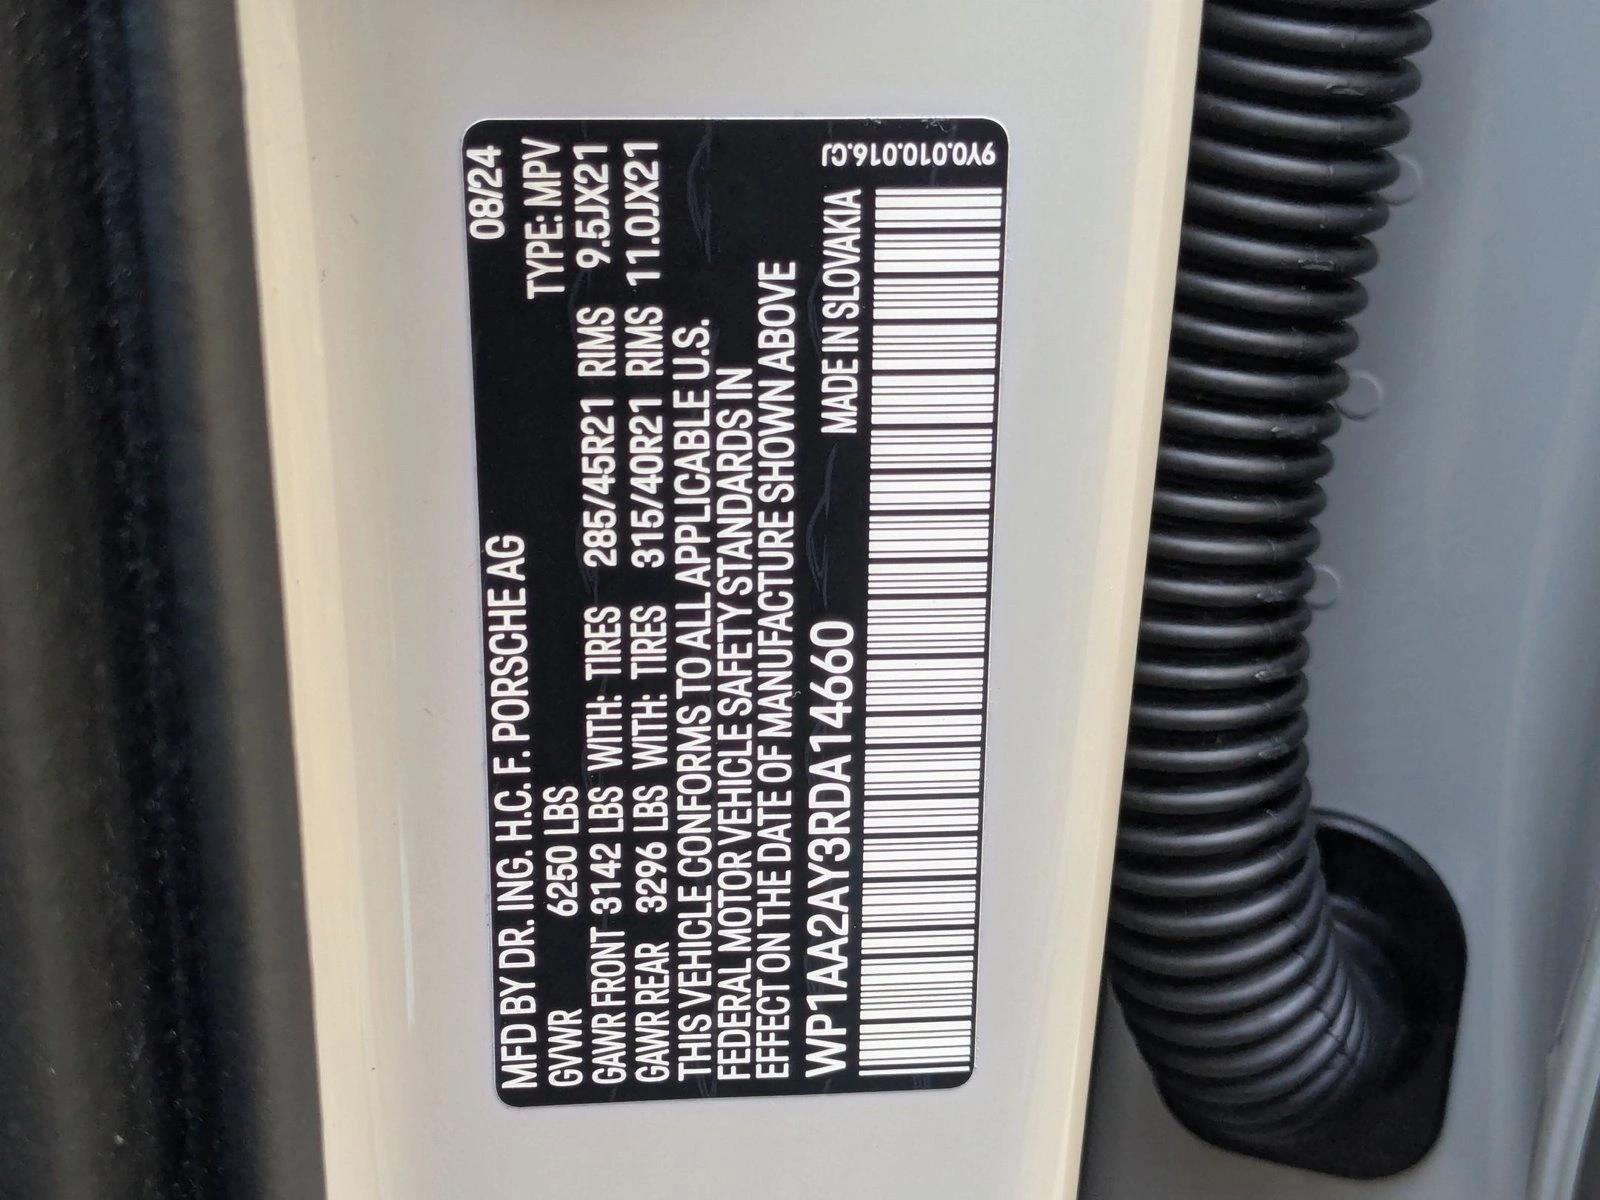 MFD BY DR. ING. H.C. F. PORSCHE AG 08/24
GVWR 6250 LBS TYPE: MPV
GAWR FRONT 3142 LBS WITH: TIRES 285/45R21 RIMS 9.5JX21
GAWR REAR 3296 LBS WITH: TIRES 315/40R21 RIMS 11.0JX21
THIS VEHICLE CONFORMS TO ALL APPLICABLE U.S.
FEDERAL MOTOR VEHICLE SAFETY STANDARDS IN
EFFECT ON THE DATE OF MANUFACTURE SHOWN ABOVE
WP1AA2AY3RDA14660 MADE IN SLOVAKIA
9Y0.010.016.CJ